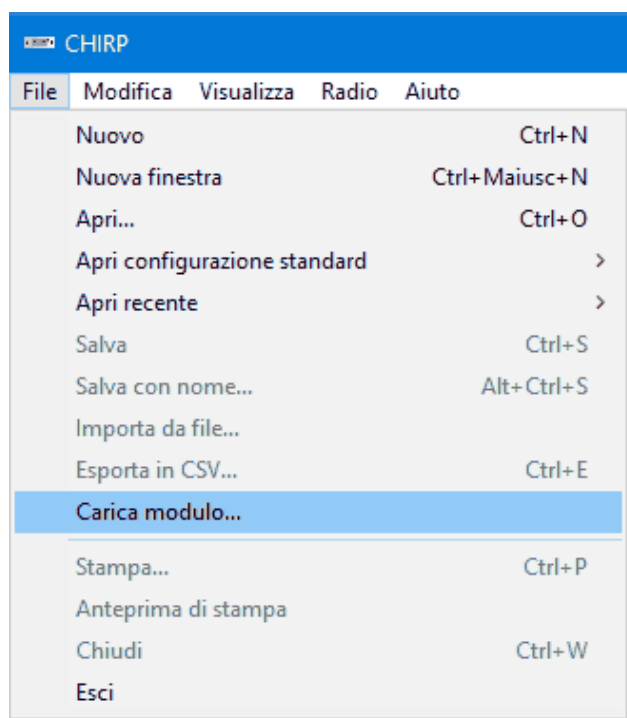 CHIRP
File Modifica Visualizza Radio Aiuto
Nuovo Ctrl+N
Nuova finestra Ctrl+Maiusc+N
Apri... Ctrl+O
Apri configurazione standard
Apri recente
Salva Ctrl+S
Salva con nome... Alt+Ctrl+S
Importa da file...
Esporta in CSV... Ctrl+E
Carica modulo...
Stampa... Ctrl+P
Anteprima di stampa
Chiudi Ctrl+W
Esci